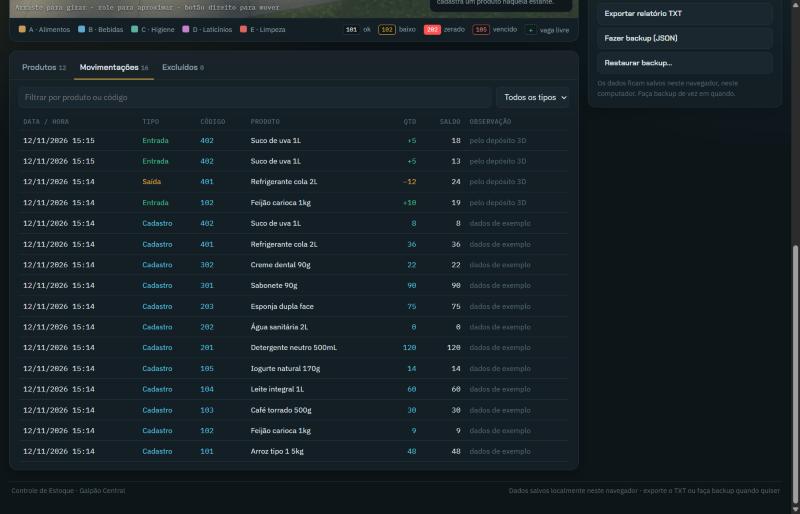 cadastra um produto naquela estante.
Arraste para girar · role para aproximar · botão direito para mover
A · Alimentos B · Bebidas C · Higiene D · Laticínios E · Limpeza 101 ok 102 baixo 202 zerado 105 vencido + vaga livre
Exportar relatório TXT
Fazer backup (JSON)
Restaurar backup...
Os dados ficam salvos neste navegador, neste
computador. Faça backup de vez em quando.
Produtos 12 Movimentações 16 Excluídos 0
Filtrar por produto ou código Todos os tipos
DATA / HORA TIPO CÓDIGO PRODUTO QTD SALDO OBSERVAÇÃO
12/11/2026 15:15 Entrada 402 Suco de uva 1L +5 18 pelo depósito 3D
12/11/2026 15:15 Entrada 402 Suco de uva 1L +5 13 pelo depósito 3D
12/11/2026 15:14 Saída 401 Refrigerante cola 2L −12 24 pelo depósito 3D
12/11/2026 15:14 Entrada 102 Feijão carioca 1kg +10 19 pelo depósito 3D
12/11/2026 15:14 Cadastro 402 Suco de uva 1L 8 8 dados de exemplo
12/11/2026 15:14 Cadastro 401 Refrigerante cola 2L 36 36 dados de exemplo
12/11/2026 15:14 Cadastro 302 Creme dental 90g 22 22 dados de exemplo
12/11/2026 15:14 Cadastro 301 Sabonete 90g 90 90 dados de exemplo
12/11/2026 15:14 Cadastro 203 Esponja dupla face 75 75 dados de exemplo
12/11/2026 15:14 Cadastro 202 Água sanitária 2L 0 0 dados de exemplo
12/11/2026 15:14 Cadastro 201 Detergente neutro 500mL 120 120 dados de exemplo
12/11/2026 15:14 Cadastro 105 Iogurte natural 170g 14 14 dados de exemplo
12/11/2026 15:14 Cadastro 104 Leite integral 1L 60 60 dados de exemplo
12/11/2026 15:14 Cadastro 103 Café torrado 500g 30 30 dados de exemplo
12/11/2026 15:14 Cadastro 102 Feijão carioca 1kg 9 9 dados de exemplo
12/11/2026 15:14 Cadastro 101 Arroz tipo 1 5kg 48 48 dados de exemplo
Controle de Estoque · Galpão Central Dados salvos localmente neste navegador · exporte o TXT ou faça backup quando quiser